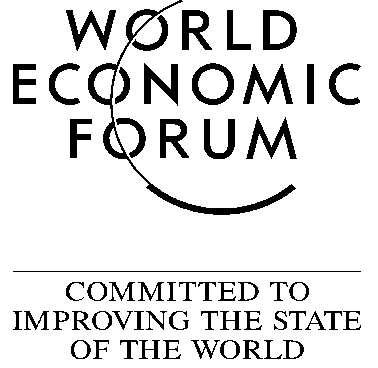 WORLD
ECONOMIC
FORUM
COMMITTED TO
IMPROVING THE STATE
OF THE WORLD